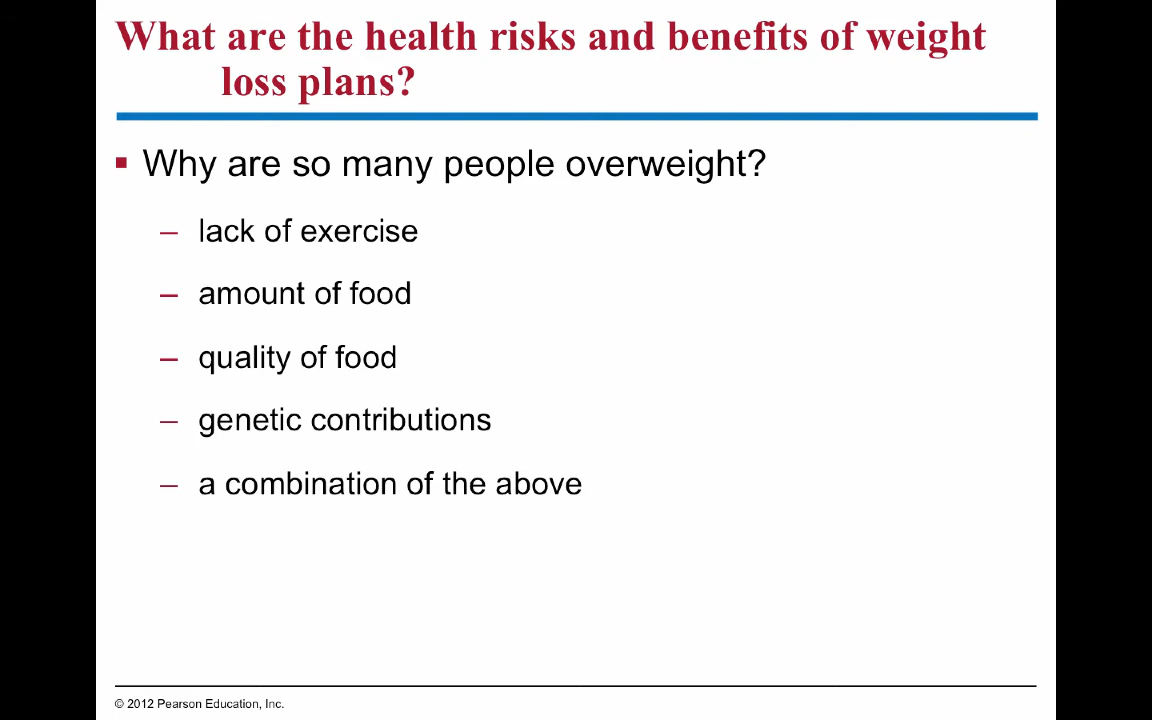 What are the health risks and benefits of weight
loss plans?
▪ Why are so many people overweight?
– lack of exercise
– amount of food
– quality of food
– genetic contributions
– a combination of the above
© 2012 Pearson Education, Inc.